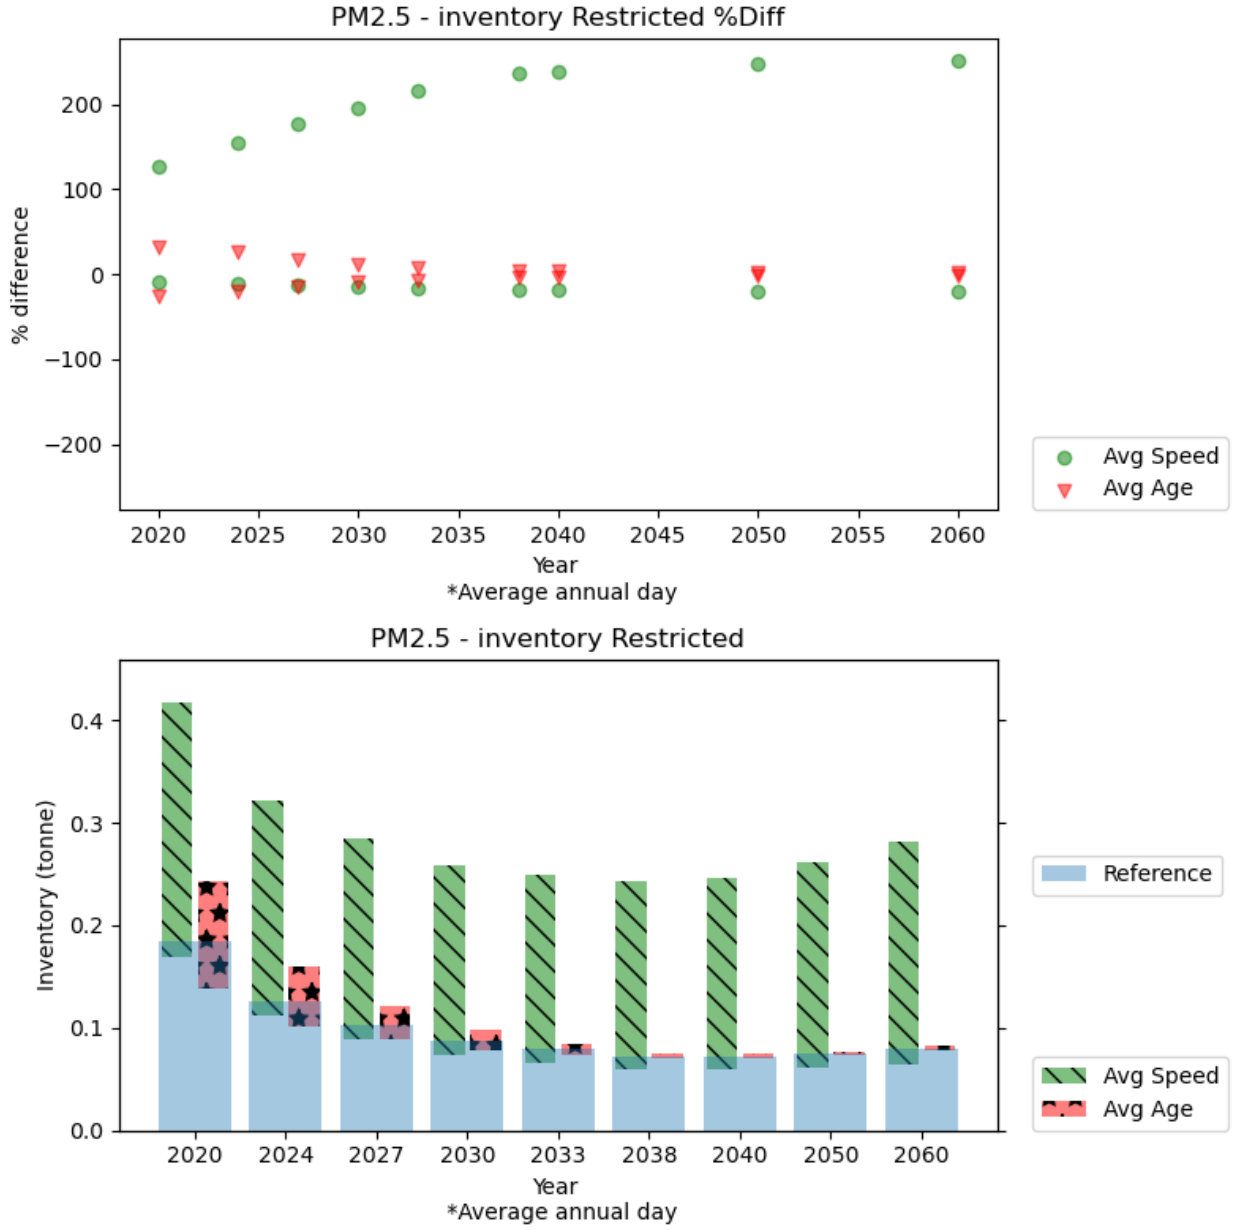 PM2.5 - inventory Restricted %Diff
200
100
0
−100
−200
% difference
2020 2025 2030 2035 2040 2045 2050 2055 2060
Year
*Average annual day
Avg Speed
Avg Age
PM2.5 - inventory Restricted
0.4
0.3
0.2
0.1
0.0
Inventory (tonne)
2020 2024 2027 2030 2033 2038 2040 2050 2060
Year
*Average annual day
Reference
Avg Speed
Avg Age